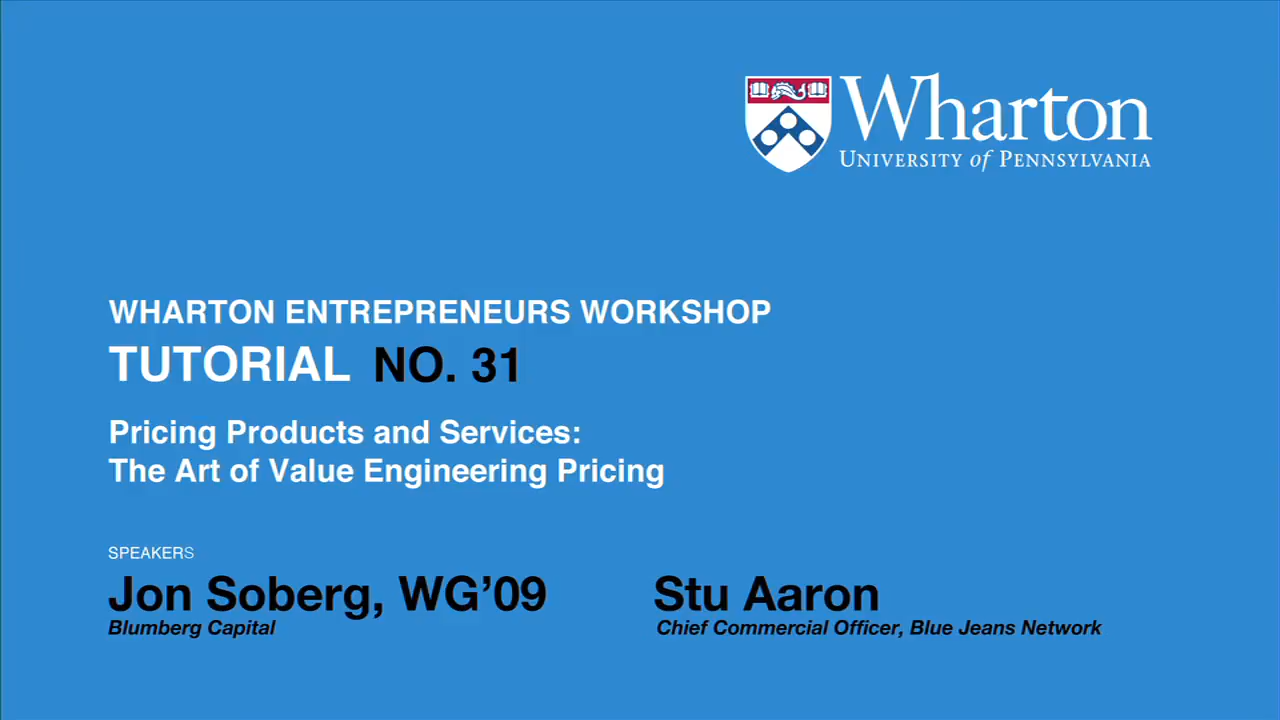 Wharton
UNIVERSITY of PENNSYLVANIA
WHARTON ENTREPRENEURS WORKSHOP
TUTORIAL NO. 31
Pricing Products and Services:
The Art of Value Engineering Pricing
SPEAKERS
Jon Soberg, WG’09
Blumberg Capital
Stu Aaron
Chief Commercial Officer, Blue Jeans Network